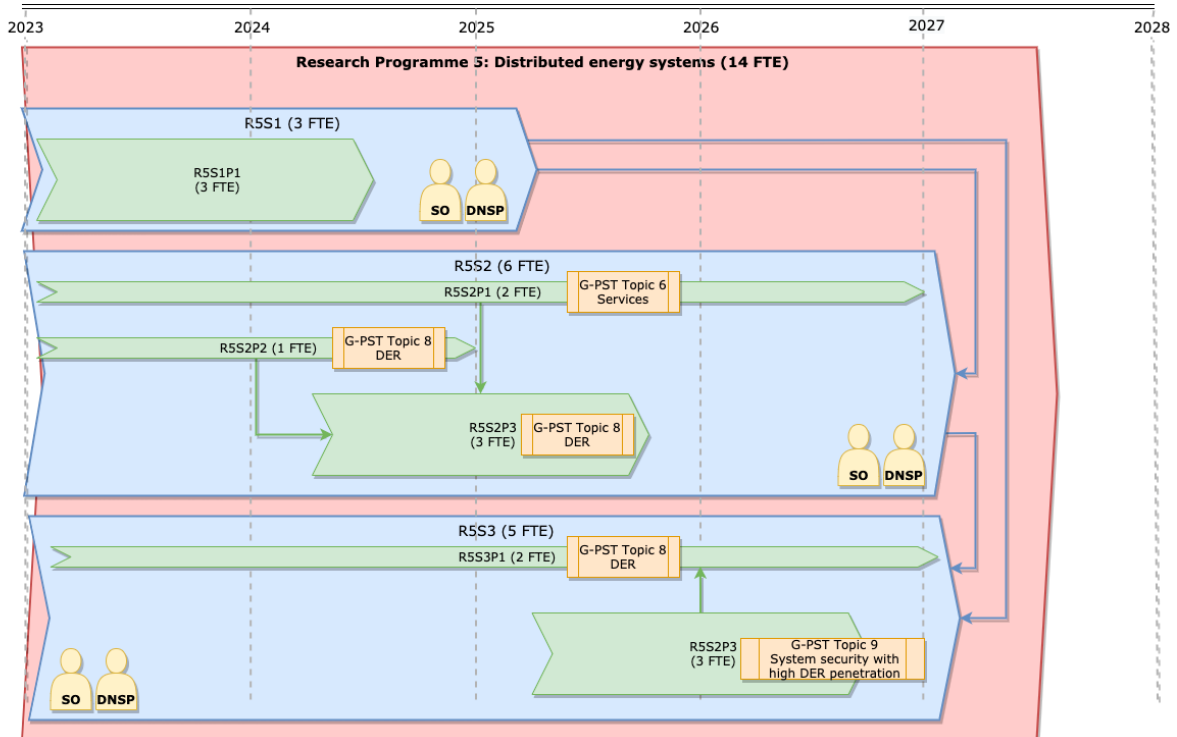 2023
2024
2025
2026
2027
2028
Research Programme 5: Distributed energy systems (14 FTE)
R5S1 (3 FTE)
R5S1P1
(3 FTE)
SO
DNSP
R5S2 (6 FTE)
R5S2P1 (2 FTE)
G-PST Topic 6
Services
R5S2P2 (1 FTE)
G-PST Topic 8
DER
R5S2P3
(3 FTE)
G-PST Topic 8
DER
SO
DNSP
R5S3 (5 FTE)
R5S3P1 (2 FTE)
G-PST Topic 8
DER
R5S2P3
(3 FTE)
G-PST Topic 9
System security with
high DER penetration
SO
DNSP